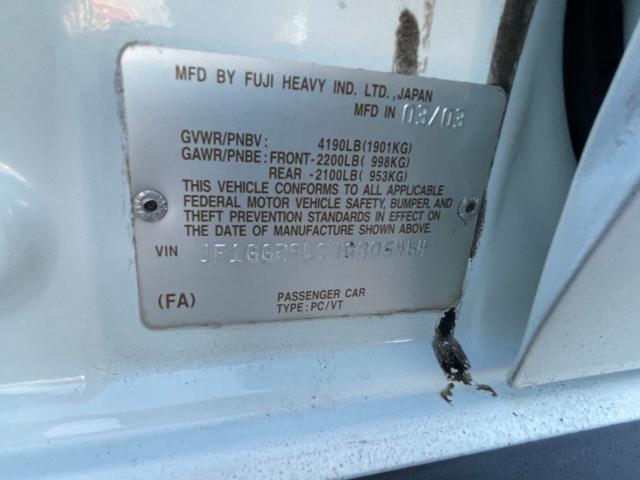 MFD BY FUJI HEAVY IND. LTD.,JAPAN
MFD IN 03/03
GVWR/PNBV : 4190LB(1901KG)
GAWR/PNBE : FRONT-2200LB( 998KG)
REAR -2100LB( 953KG)
THIS VEHICLE CONFORMS TO ALL APPLICABLE
FEDERAL MOTOR VEHICLE SAFETY, BUMPER, AND
THEFT PREVENTION STANDARDS IN EFFECT ON
THE DATE OF MANUFACTURE SHOWN ABOVE.
VIN
(FA)
PASSENGER CAR
TYPE : PC/VT